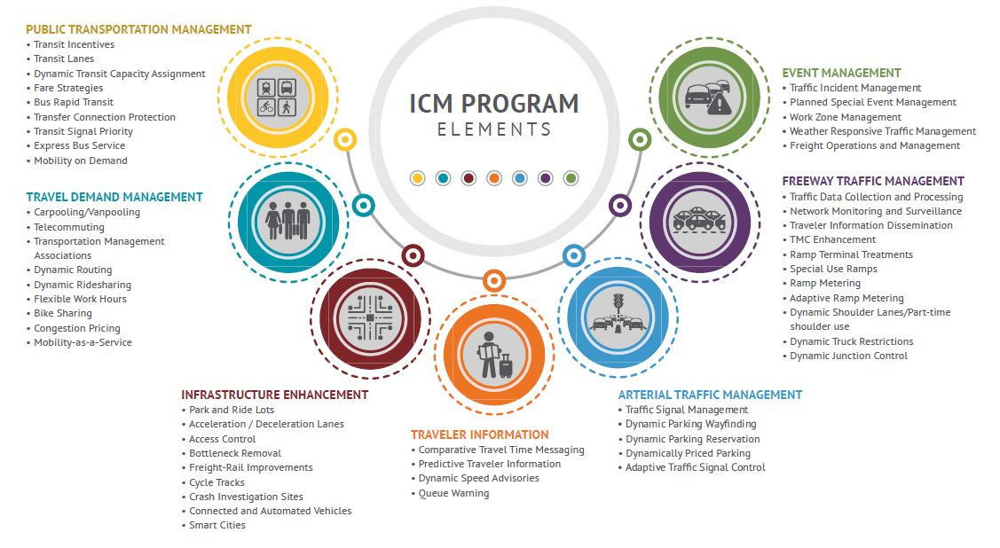 ICM PROGRAM
ELEMENTS
PUBLIC TRANSPORTATION MANAGEMENT
• Transit Incentives
• Transit Lanes
• Dynamic Transit Capacity Assignment
• Fare Strategies
• Bus Rapid Transit
• Transfer Connection Protection
• Transit Signal Priority
• Express Bus Service
• Mobility on Demand
TRAVEL DEMAND MANAGEMENT
• Carpooling/Vanpooling
• Telecommuting
• Transportation Management
Associations
• Dynamic Routing
• Dynamic Ridesharing
• Flexible Work Hours
• Bike Sharing
• Congestion Pricing
• Mobility-as-a-Service
INFRASTRUCTURE ENHANCEMENT
• Park and Ride Lots
• Acceleration / Deceleration Lanes
• Access Control
• Bottleneck Removal
• Freight-Rail Improvements
• Cycle Tracks
• Crash Investigation Sites
• Connected and Automated Vehicles
• Smart Cities
TRAVELER INFORMATION
• Comparative Travel Time Messaging
• Predictive Traveler Information
• Dynamic Speed Advisories
• Queue Warning
ARTERIAL TRAFFIC MANAGEMENT
• Traffic Signal Management
• Dynamic Parking Wayfinding
• Dynamic Parking Reservation
• Dynamically Priced Parking
• Adaptive Traffic Signal Control
FREEWAY TRAFFIC MANAGEMENT
• Traffic Data Collection and Processing
• Network Monitoring and Surveillance
• Traveler Information Dissemination
• TMC Enhancement
• Ramp Terminal Treatments
• Special Use Ramps
• Ramp Metering
• Adaptive Ramp Metering
• Dynamic Shoulder Lanes/Part-time
shoulder use
• Dynamic Truck Restrictions
• Dynamic Junction Control
EVENT MANAGEMENT
• Traffic Incident Management
• Planned Special Event Management
• Work Zone Management
• Weather Responsive Traffic Management
• Freight Operations and Management